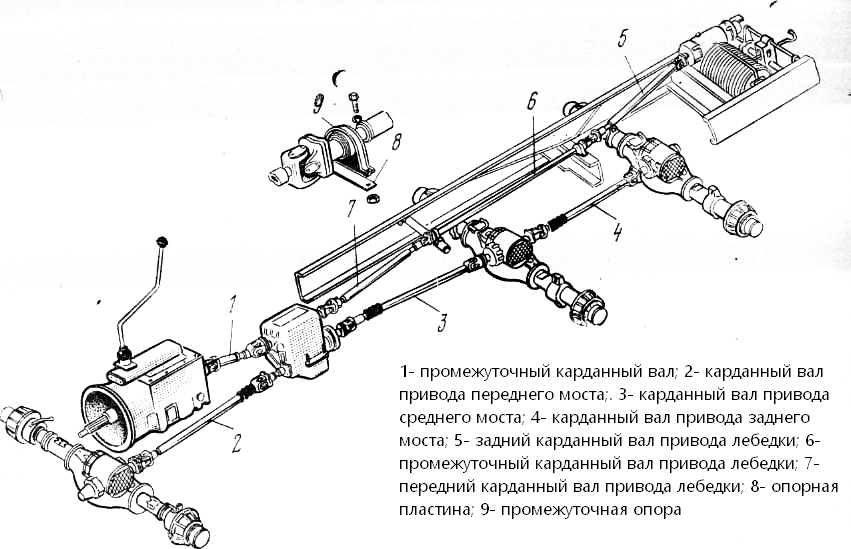 5
6
9
8
7
4
1
3
2
1- промежуточный карданный вал; 2- карданный вал
привода переднего моста;. 3- карданный вал привода
среднего моста; 4- карданный вал привода заднего
моста; 5- задний карданный вал привода лебедки; 6-
промежуточный карданный вал привода лебедки; 7-
передний карданный вал привода лебедки; 8- опорная
пластина; 9- промежуточная опора